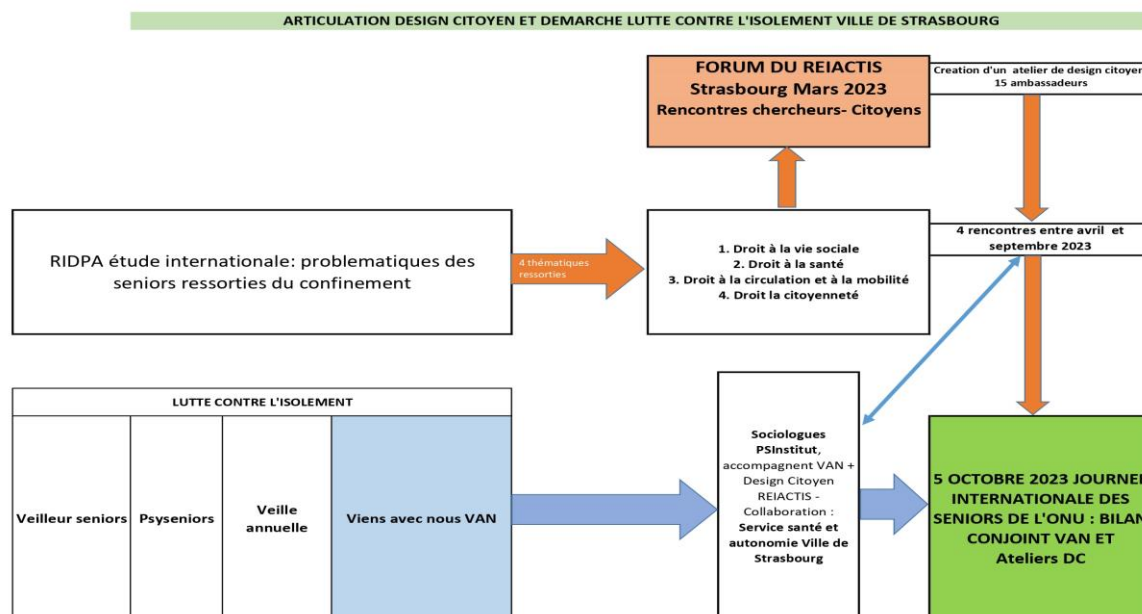 ARTICULATION DESIGN CITOYEN ET DEMARCHE LUTTE CONTRE L'ISOLEMENT VILLE DE STRASBOURG
FORUM DU REIACTIS
Strasbourg Mars 2023
Rencontres chercheurs- Citoyens
Creation d'un atelier de design citoyen
15 ambassadeurs
RIDPA étude internationale: problematiques des
seniors ressorties du confinement
4 thématiques
ressorties
1. Droit à la vie sociale
2. Droit à la santé
3. Droit à la circulation et à la mobilité
4. Droit la citoyenneté
4 rencontres entre avril et
septembre 2023
LUTTE CONTRE L'ISOLEMENT
Veilleur seniors
Psyseniors
Veille
annuelle
Viens avec nous VAN
Sociologues
PSInstitut,
accompagnent VAN +
Design Citoyen
REIACTIS -
Collaboration :
Service santé et
autonomie Ville de
Strasbourg
5 OCTOBRE 2023 JOURNEE
INTERNATIONALE DES
SENIORS DE L'ONU : BILAN
CONJOINT VAN ET
Ateliers DC